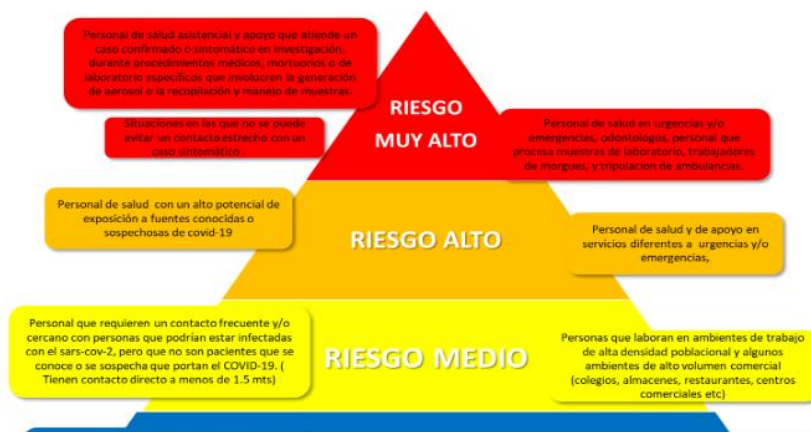 Personal de salud asistencial y apoyo que atiende un
caso confirmado o sintomático en investigación,
durante procedimientos médicos, mortuorios o de
laboratorio específicos que involucren la generación
de aerosol o la recopilación y manejo de muestras.
Situaciones en las que no se puede
evitar un contacto estrecho con un
caso sintomático .
RIESGO
MUY ALTO
Personal de salud en urgencias y/o
emergencias, odontologos, personal que
procesa muestras de laboratorio, trabajadores
de morgues, y tripulacion de ambulancias.
Personal de salud con un alto potencial de
exposición a fuentes conocidas o
sospechosas de covid-19
RIESGO ALTO
Personal de salud y de apoyo en
servicios diferentes a urgencias y/o
emergencias,
Personal que requieren un contacto frecuente y/o
cercano con personas que podrían estar infectadas
con el sars-cov-2, pero que no son pacientes que se
conoce o se sospecha que portan el COVID-19. (
Tienen contacto directo a menos de 1.5 mts)
RIESGO MEDIO
Personas que laboran en ambientes de trabajo
de alta densidad poblacional y algunos
ambientes de alto volumen comercial
(colegios, almacenes, restaurantes, centros
comerciales etc)